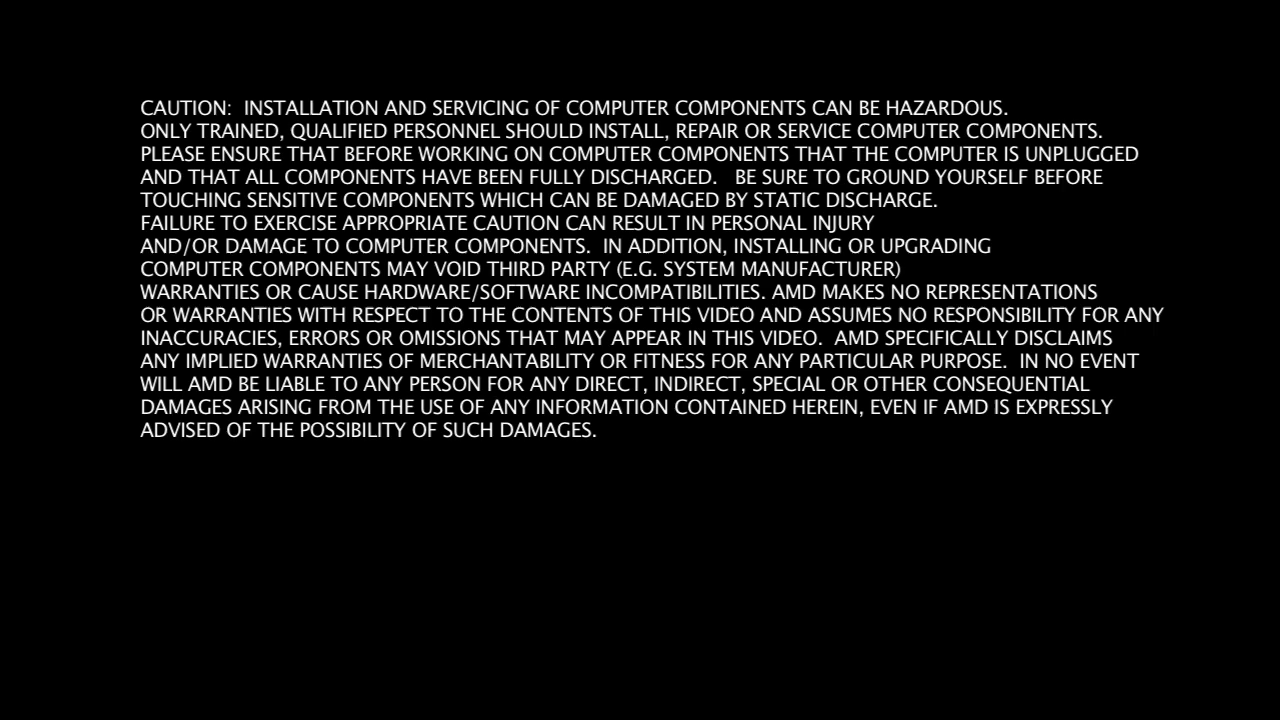 CAUTION:  INSTALLATION AND SERVICING OF COMPUTER COMPONENTS CAN BE HAZARDOUS.
ONLY TRAINED, QUALIFIED PERSONNEL SHOULD INSTALL, REPAIR OR SERVICE COMPUTER COMPONENTS.
PLEASE ENSURE THAT BEFORE WORKING ON COMPUTER COMPONENTS THAT THE COMPUTER IS UNPLUGGED
AND THAT ALL COMPONENTS HAVE BEEN FULLY DISCHARGED.   BE SURE TO GROUND YOURSELF BEFORE
TOUCHING SENSITIVE COMPONENTS WHICH CAN BE DAMAGED BY STATIC DISCHARGE.
FAILURE TO EXERCISE APPROPRIATE CAUTION CAN RESULT IN PERSONAL INJURY
AND/OR DAMAGE TO COMPUTER COMPONENTS.  IN ADDITION, INSTALLING OR UPGRADING
COMPUTER COMPONENTS MAY VOID THIRD PARTY (E.G. SYSTEM MANUFACTURER)
WARRANTIES OR CAUSE HARDWARE/SOFTWARE INCOMPATIBILITIES. AMD MAKES NO REPRESENTATIONS
OR WARRANTIES WITH RESPECT TO THE CONTENTS OF THIS VIDEO AND ASSUMES NO RESPONSIBILITY FOR ANY
INACCURACIES, ERRORS OR OMISSIONS THAT MAY APPEAR IN THIS VIDEO.  AMD SPECIFICALLY DISCLAIMS
ANY IMPLIED WARRANTIES OF MERCHANTABILITY OR FITNESS FOR ANY PARTICULAR PURPOSE.  IN NO EVENT
WILL AMD BE LIABLE TO ANY PERSON FOR ANY DIRECT, INDIRECT, SPECIAL OR OTHER CONSEQUENTIAL
DAMAGES ARISING FROM THE USE OF ANY INFORMATION CONTAINED HEREIN, EVEN IF AMD IS EXPRESSLY
ADVISED OF THE POSSIBILITY OF SUCH DAMAGES.